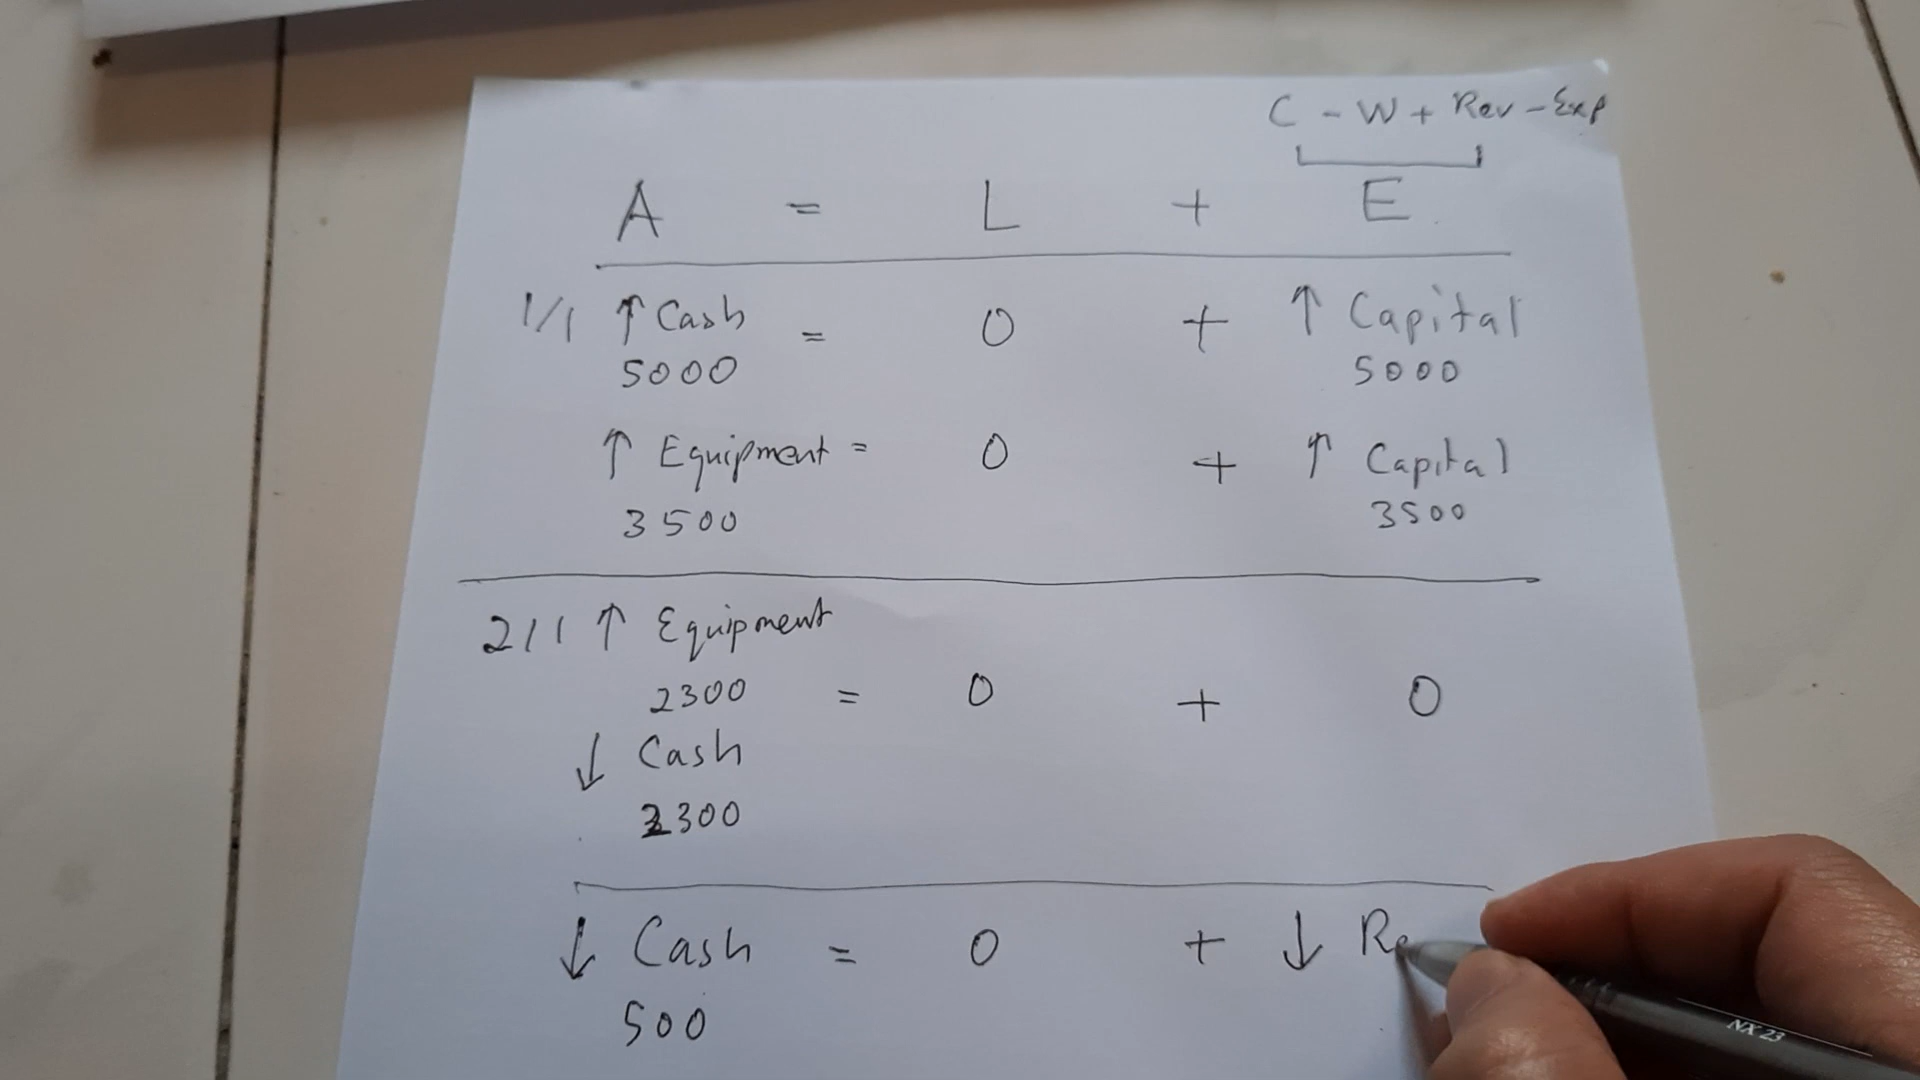 C - W + Rev - Exp
A = L + E
1/1 ↑ Cash = 0 + ↑ Capital
5000 5000
↑ Equipment = 0 + ↑ Capital
3500 3500
2/1 ↑ Equipment
2300 = 0 + 0
↓ Cash
2300
↓ Cash = 0 + ↓ Re
500
NX 23